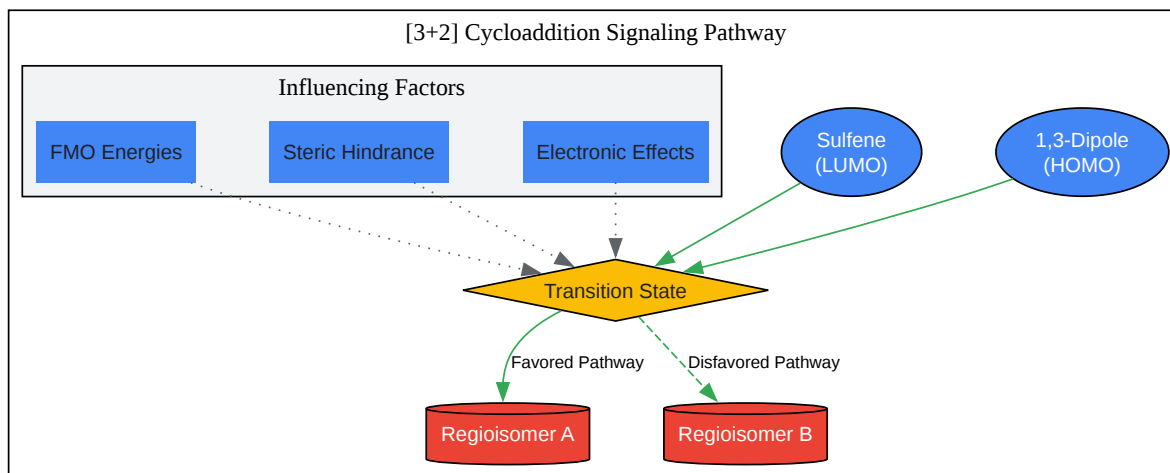 [3+2] Cycloaddition Signaling Pathway
Influencing Factors
FMO Energies
Steric Hindrance
Electronic Effects
Sulfene
(LUMO)
1,3-Dipole
(HOMO)
Transition State
Favored Pathway
Disfavored Pathway
Regioisomer A
Regioisomer B